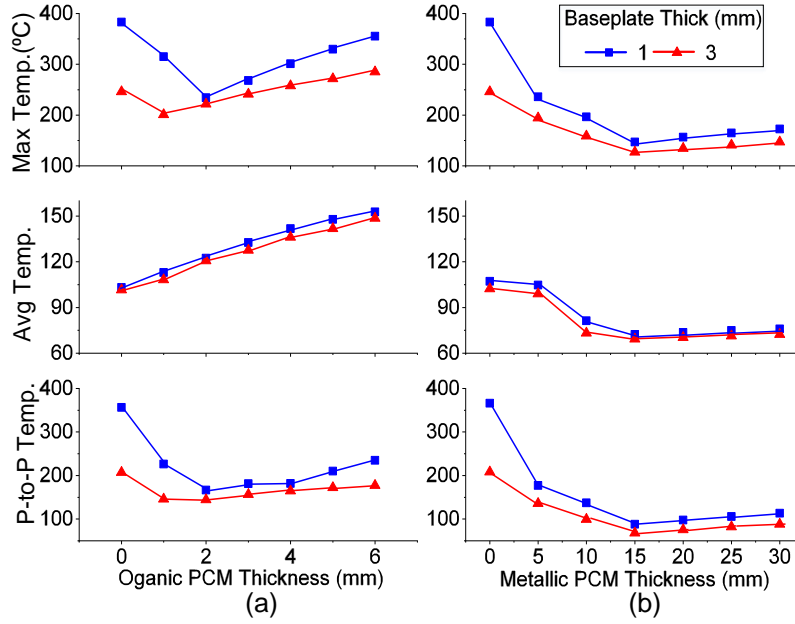 Baseplate Thick (mm)
1 3
Max Temp.(ºC)
400
300
200
100
400
300
200
100
Avg Temp.
150
120
90
60
150
120
90
60
P-to-P Temp.
400
300
200
100
400
300
200
100
0 2 4 6
Oganic PCM Thickness (mm)
(a)
0 5 10 15 20 25 30
Metallic PCM Thickness (mm)
(b)